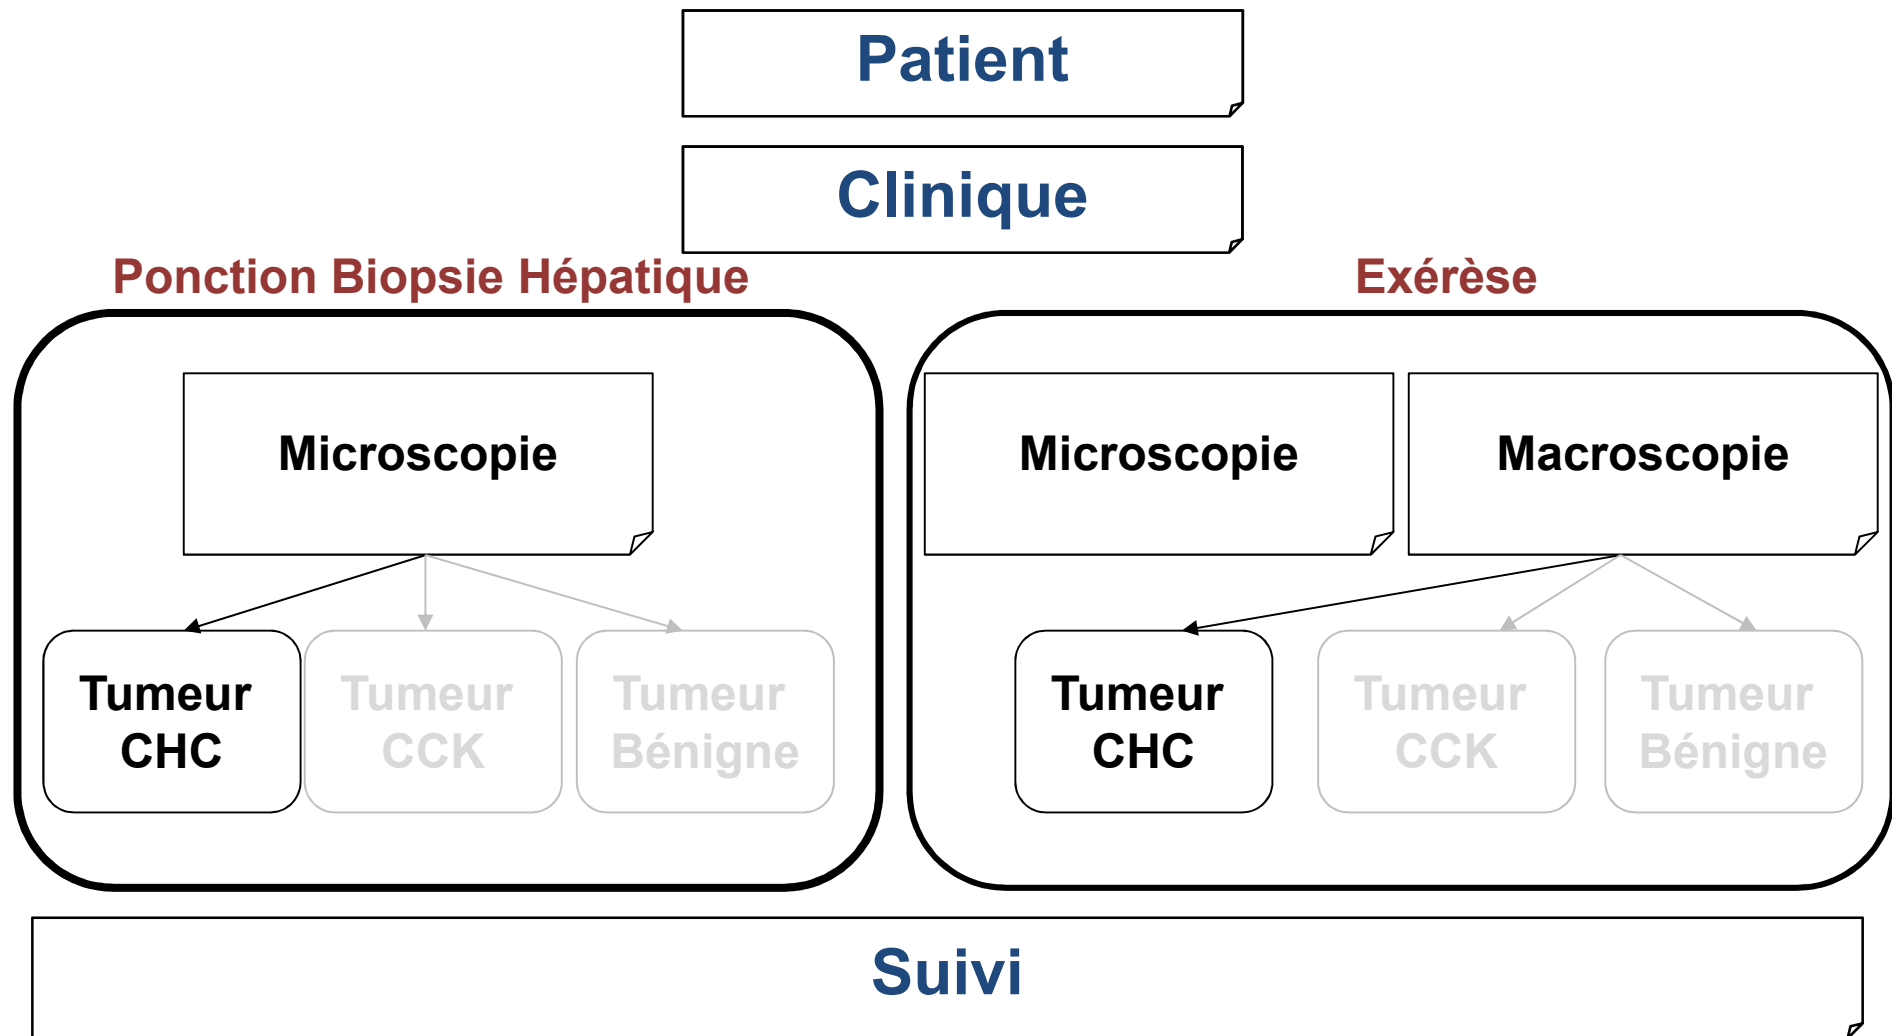 Patient
Clinique
Ponction Biopsie Hépatique
Exérèse
Microscopie
Microscopie
Macroscopie
Tumeur
CHC
Tumeur
CCK
Tumeur
Bénigne
Tumeur
CHC
Tumeur
CCK
Tumeur
Bénigne
Suivi